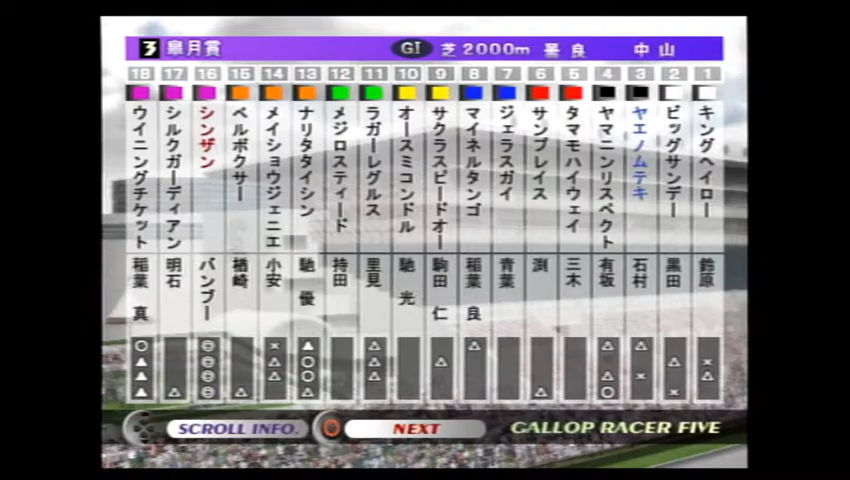 3 皐月賞 GI 芝2000m 曇良 中山
18 17 16 15 14 13 12 11 10 9 8 7 6 5 4 3 2 1
キングヘイロー
ビッグサンデー
ヤエノムテキ
ヤマニンリスペクト
タマモハイウェイ
サンプレイス
ジェラスガイ
マイネルタンゴ
サクラスピードオー
オースミコンドル
ラガーレグルス
メジロスティード
ナリタタイシン
メイショウジェニエ
ベルボクサー
シンザン
シルクガーディアン
ウイニングチケット
鈴原
黒田
石村
有坂
三木
渕
青葉
稲葉 良
駒田 仁
馳 光
里見
持田
馳 優
小安
楢崎
バンブー
明石
稲葉 真
SCROLL INFO. NEXT GALLOP RACER FIVE